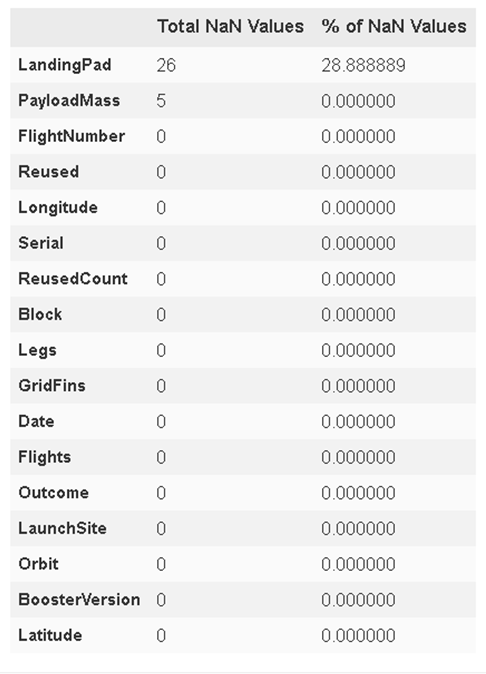 Total NaN Values % of NaN Values
LandingPad 26 28.888889
PayloadMass 5 0.000000
FlightNumber 0 0.000000
Reused 0 0.000000
Longitude 0 0.000000
Serial 0 0.000000
ReusedCount 0 0.000000
Block 0 0.000000
Legs 0 0.000000
GridFins 0 0.000000
Date 0 0.000000
Flights 0 0.000000
Outcome 0 0.000000
LaunchSite 0 0.000000
Orbit 0 0.000000
BoosterVersion 0 0.000000
Latitude 0 0.000000